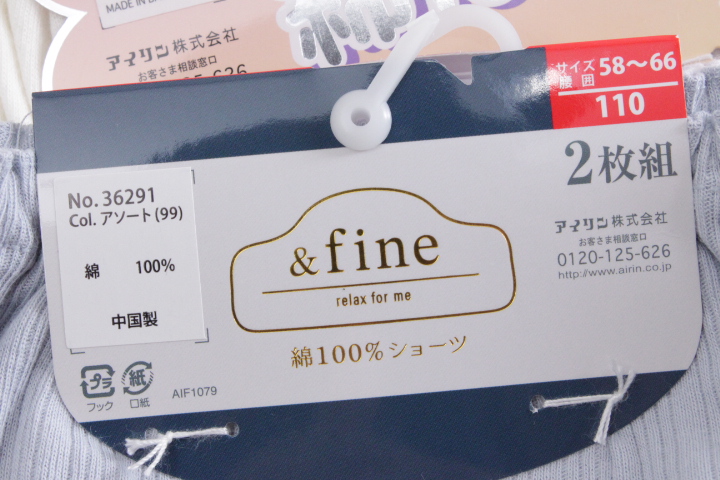 MADE IN
アイリン株式会社
お客さま相談窓口
サイズ
腰囲
58～66
110
2枚組
No. 36291
Col. アソート(99)
綿 100%
中国製
&fine
relax for me
綿100%ショーツ
アイリン株式会社
お客さま相談窓口
0120-125-626
http://www.airin.co.jp
プラ
フック
紙
口紙
AIF1079